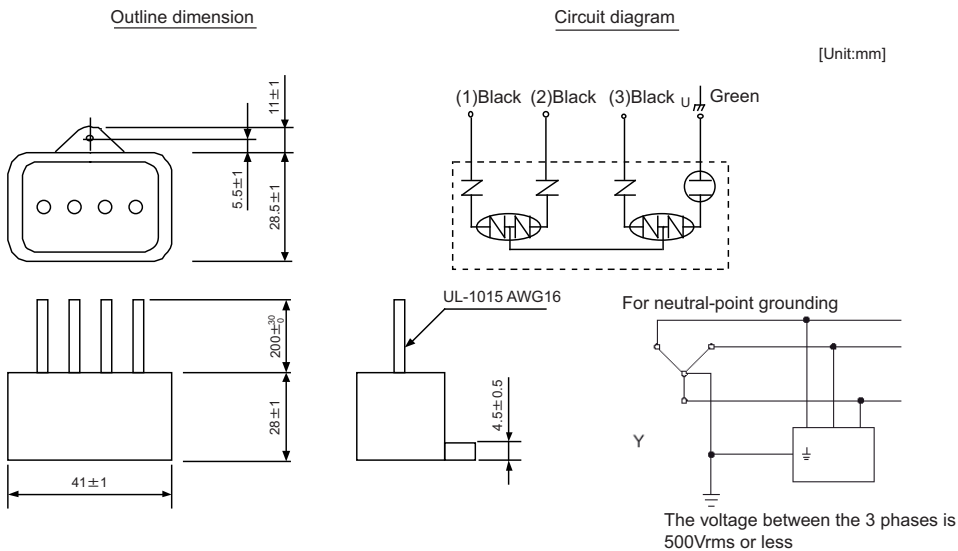 Outline dimension
Circuit diagram
[Unit:mm]
11±1
5.5±1
28.5±1
(1)Black (2)Black (3)Black U Green
200±30 0
28±1
41±1
UL-1015 AWG16
4.5±0.5
For neutral-point grounding
Y
The voltage between the 3 phases is
500Vrms or less